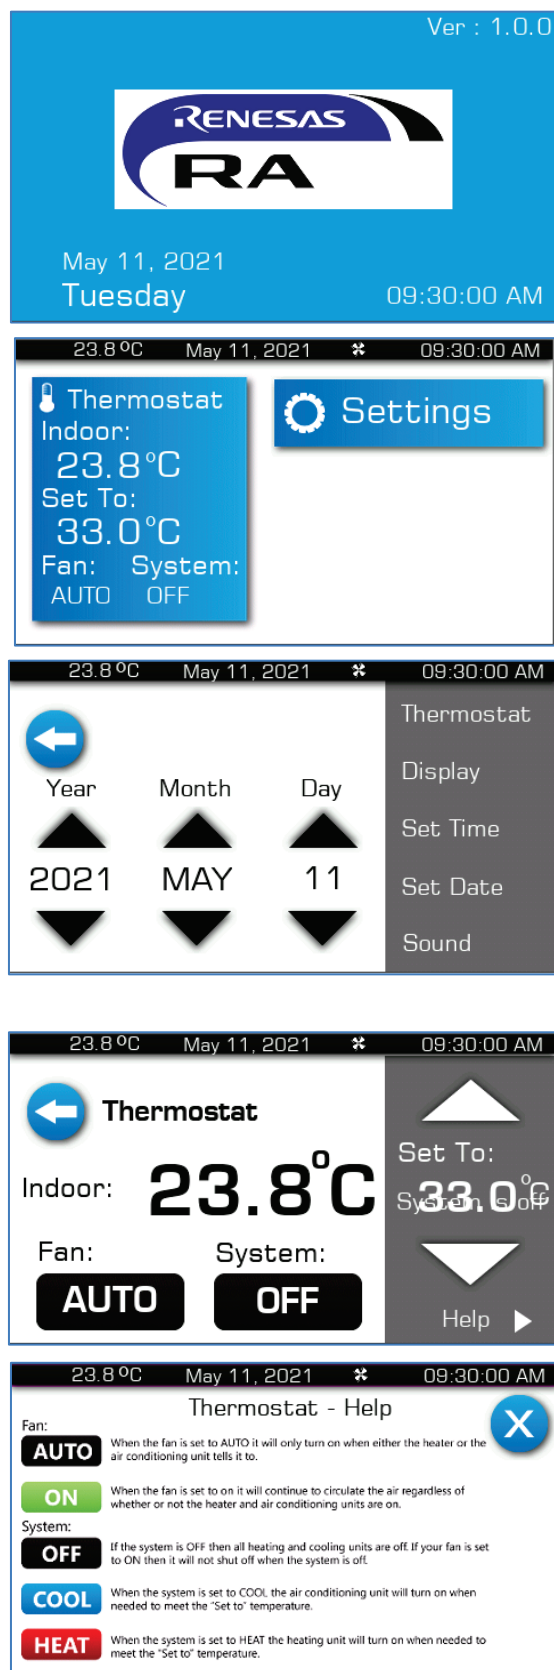 Ver : 1.0.0
RENESAS
RA
May 11, 2021
Tuesday 09:30:00 AM
23.8 ºC May 11, 2021 09:30:00 AM
Thermostat Settings
Indoor:
23.8°C
Set To:
33.0°C
Fan: System:
AUTO OFF
23.8 ºC May 11, 2021 09:30:00 AM
Thermostat
Display
Year Month Day
Set Time
2021 MAY 11
Set Date
Sound
23.8 ºC May 11, 2021 09:30:00 AM
Thermostat
Set To:
Indoor: 23.8°C
33.0°C
System is off
Fan: System:
AUTO OFF
Help
23.8 ºC May 11, 2021 09:30:00 AM
Thermostat - Help
X
Fan:
AUTO When the fan is set to AUTO it will only turn on when either the heater or the
air conditioning unit tells it to.
ON When the fan is set to on it will continue to circulate the air regardless of
whether or not the heater and air conditioning units are on.
System:
OFF If the system is OFF then all heating and cooling units are off. If your fan is set
to ON then it will not shut off when the system is off.
COOL When the system is set to COOL the air conditioning unit will turn on when
needed to meet the "Set to" temperature.
HEAT When the system is set to HEAT the heating unit will turn on when needed to
meet the "Set to" temperature.